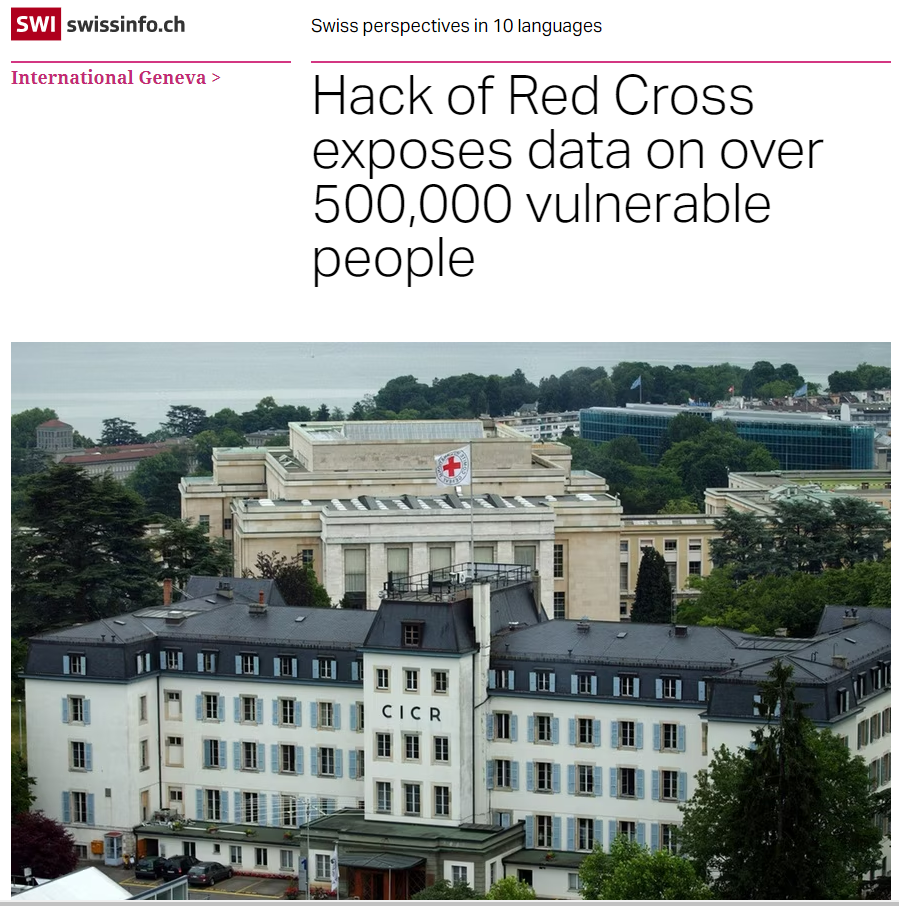 SWI swissinfo.ch
Swiss perspectives in 10 languages
International Geneva >
Hack of Red Cross
exposes data on over
500,000 vulnerable
people
CICR